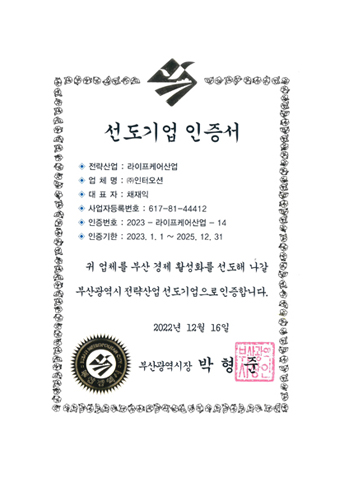 선도기업 인증서
전략산업 : 라이프케어산업
업 체 명 : ㈜인터오션
대 표 자 : 채재익
사업자등록번호 : 617-81-44412
인증번호 : 2023 - 라이프케어산업 - 14
인증기한 : 2023. 1. 1 ~ 2025. 12. 31
귀 업체를 부산 경제 활성화를 선도해 나갈
부산광역시 전략산업 선도기업으로 인증합니다.
2022년 12월 16일
부산광역시장 박 형 준
부산광역
시장인